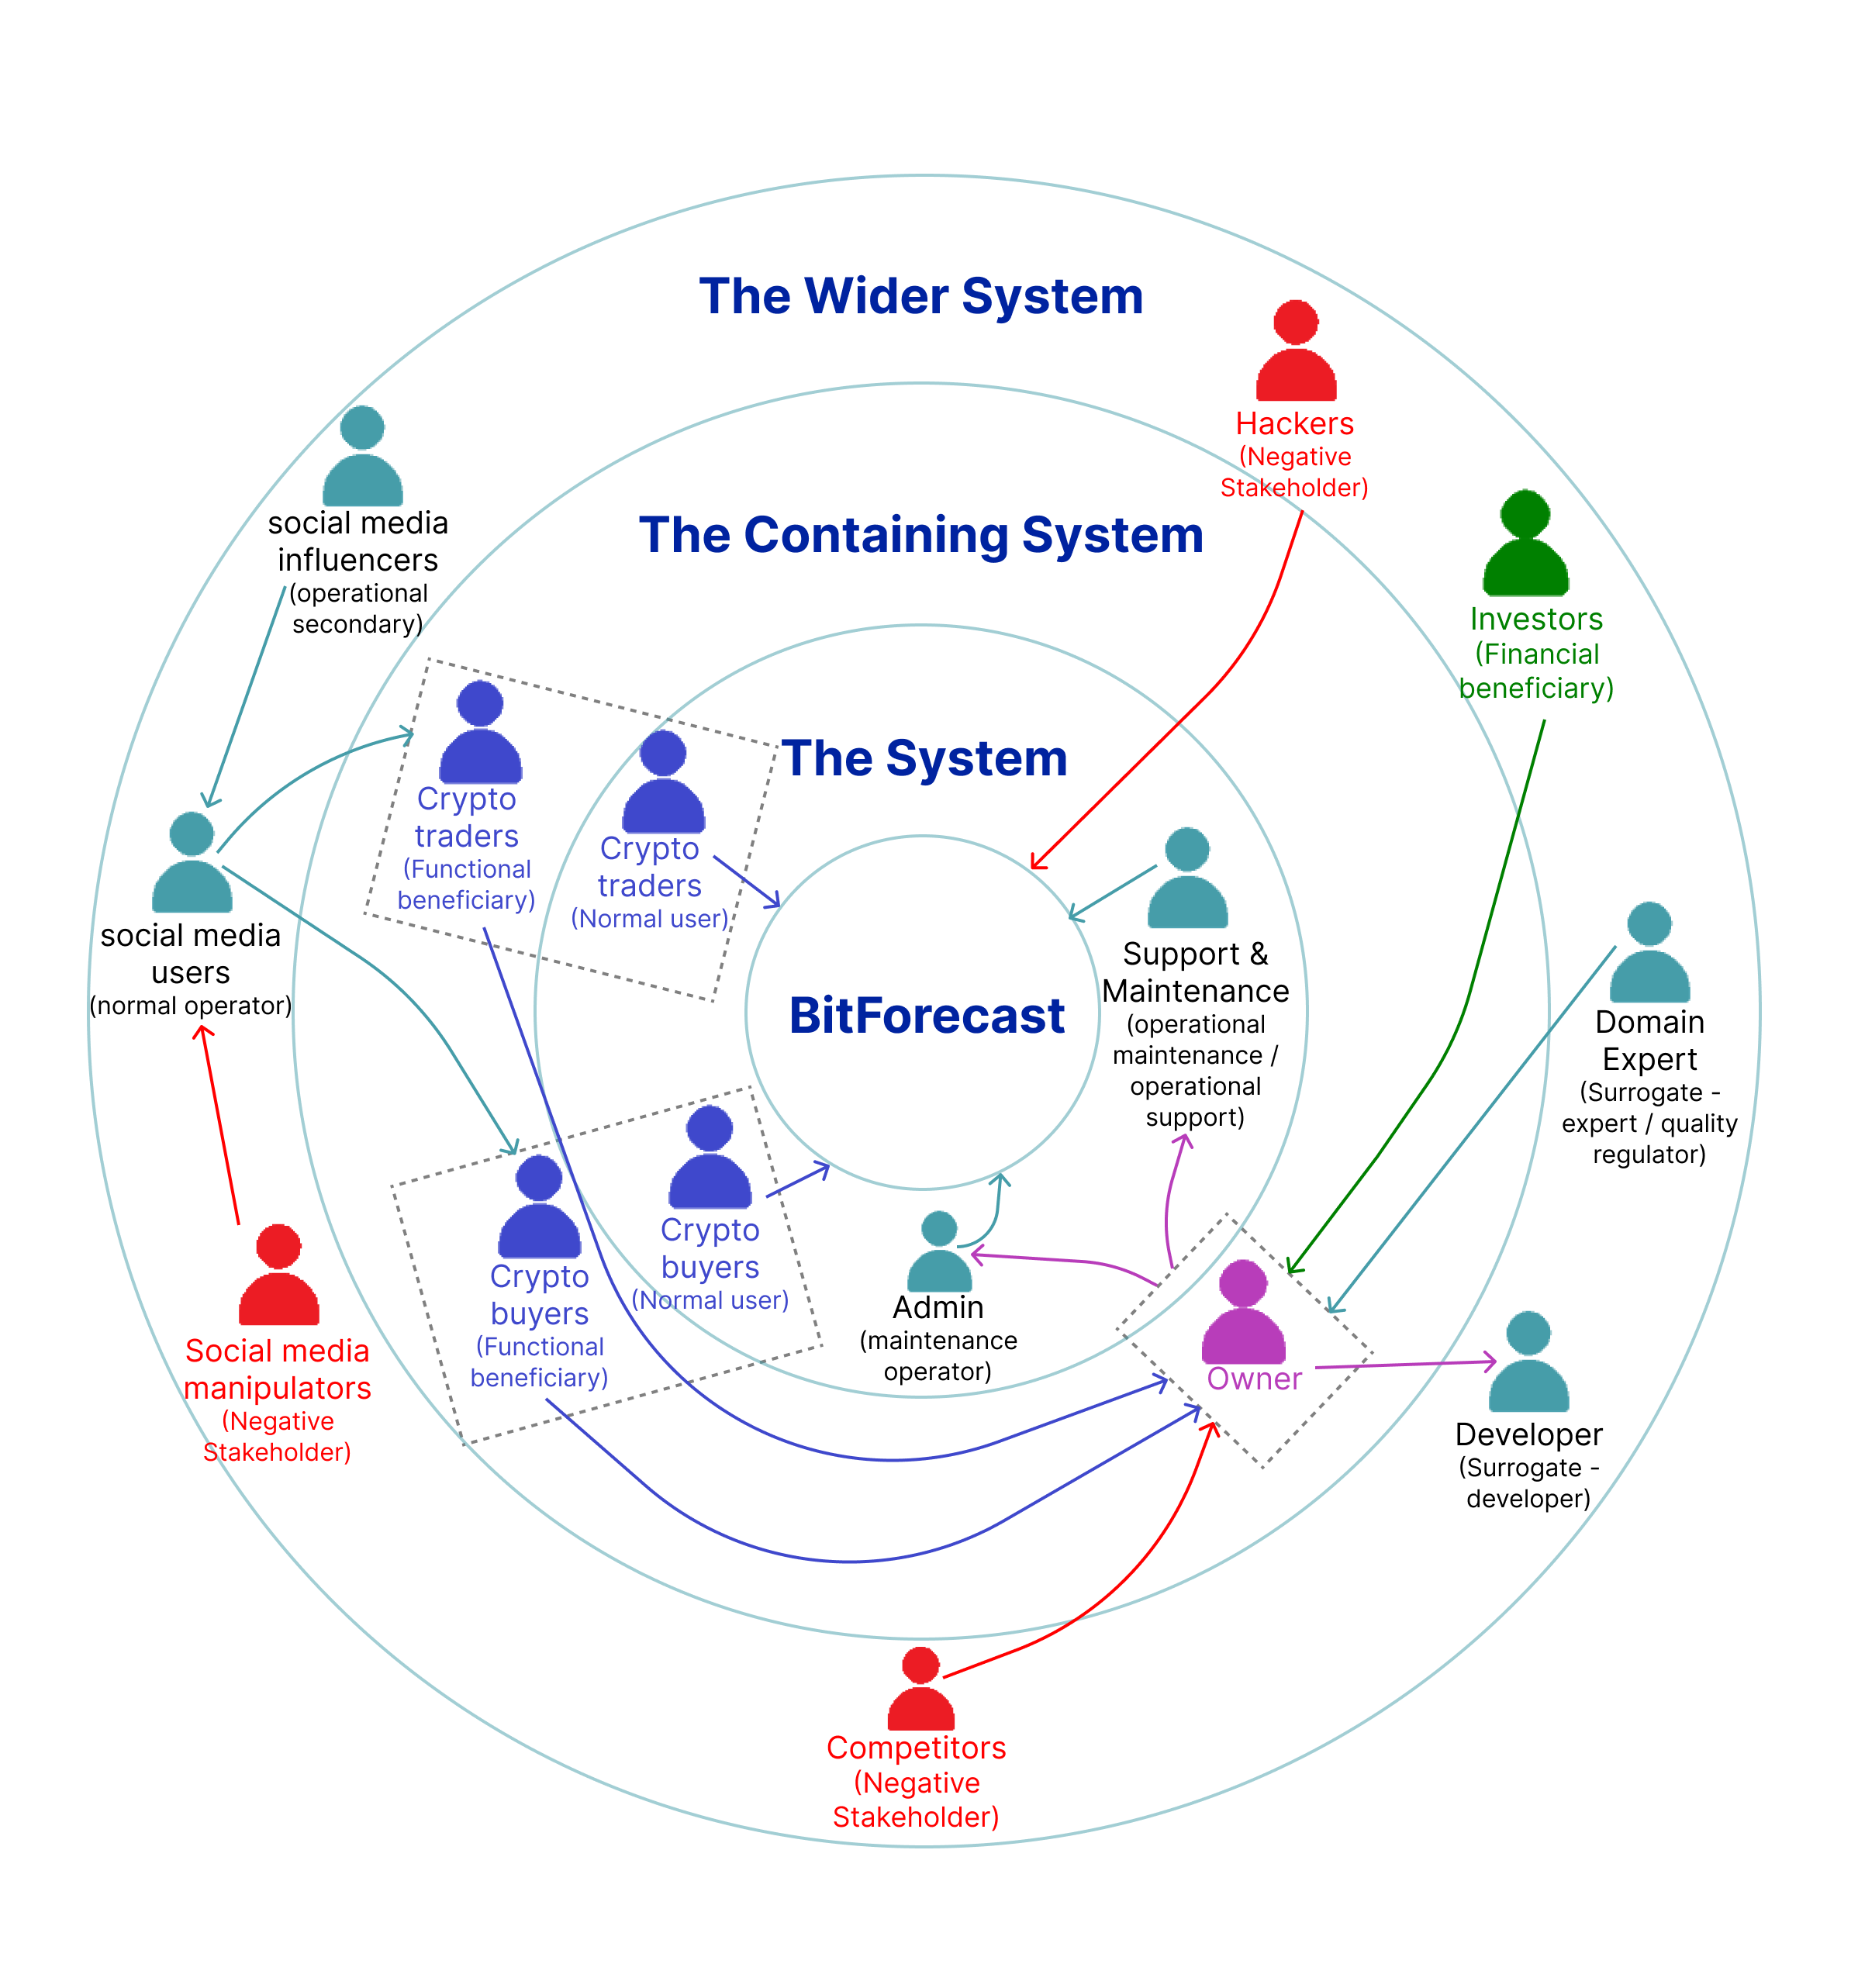 The Wider System
Hackers
(Negative
Stakeholder)
social media
influencers
(operational
secondary)
The Containing System
Investors
(Financial
beneficiary)
The System
Crypto
traders
(Functional
beneficiary)
Crypto
traders
(Normal user)
social media
users
(normal operator)
Support &
Maintenance
(operational
maintenance /
operational
support)
BitForecast
Domain
Expert
(Surrogate -
expert / quality
regulator)
Crypto
buyers
(Normal user)
Crypto
buyers
(Functional
beneficiary)
Admin
(maintenance
operator)
Owner
Social media
manipulators
(Negative
Stakeholder)
Developer
(Surrogate -
developer)
Competitors
(Negative
Stakeholder)